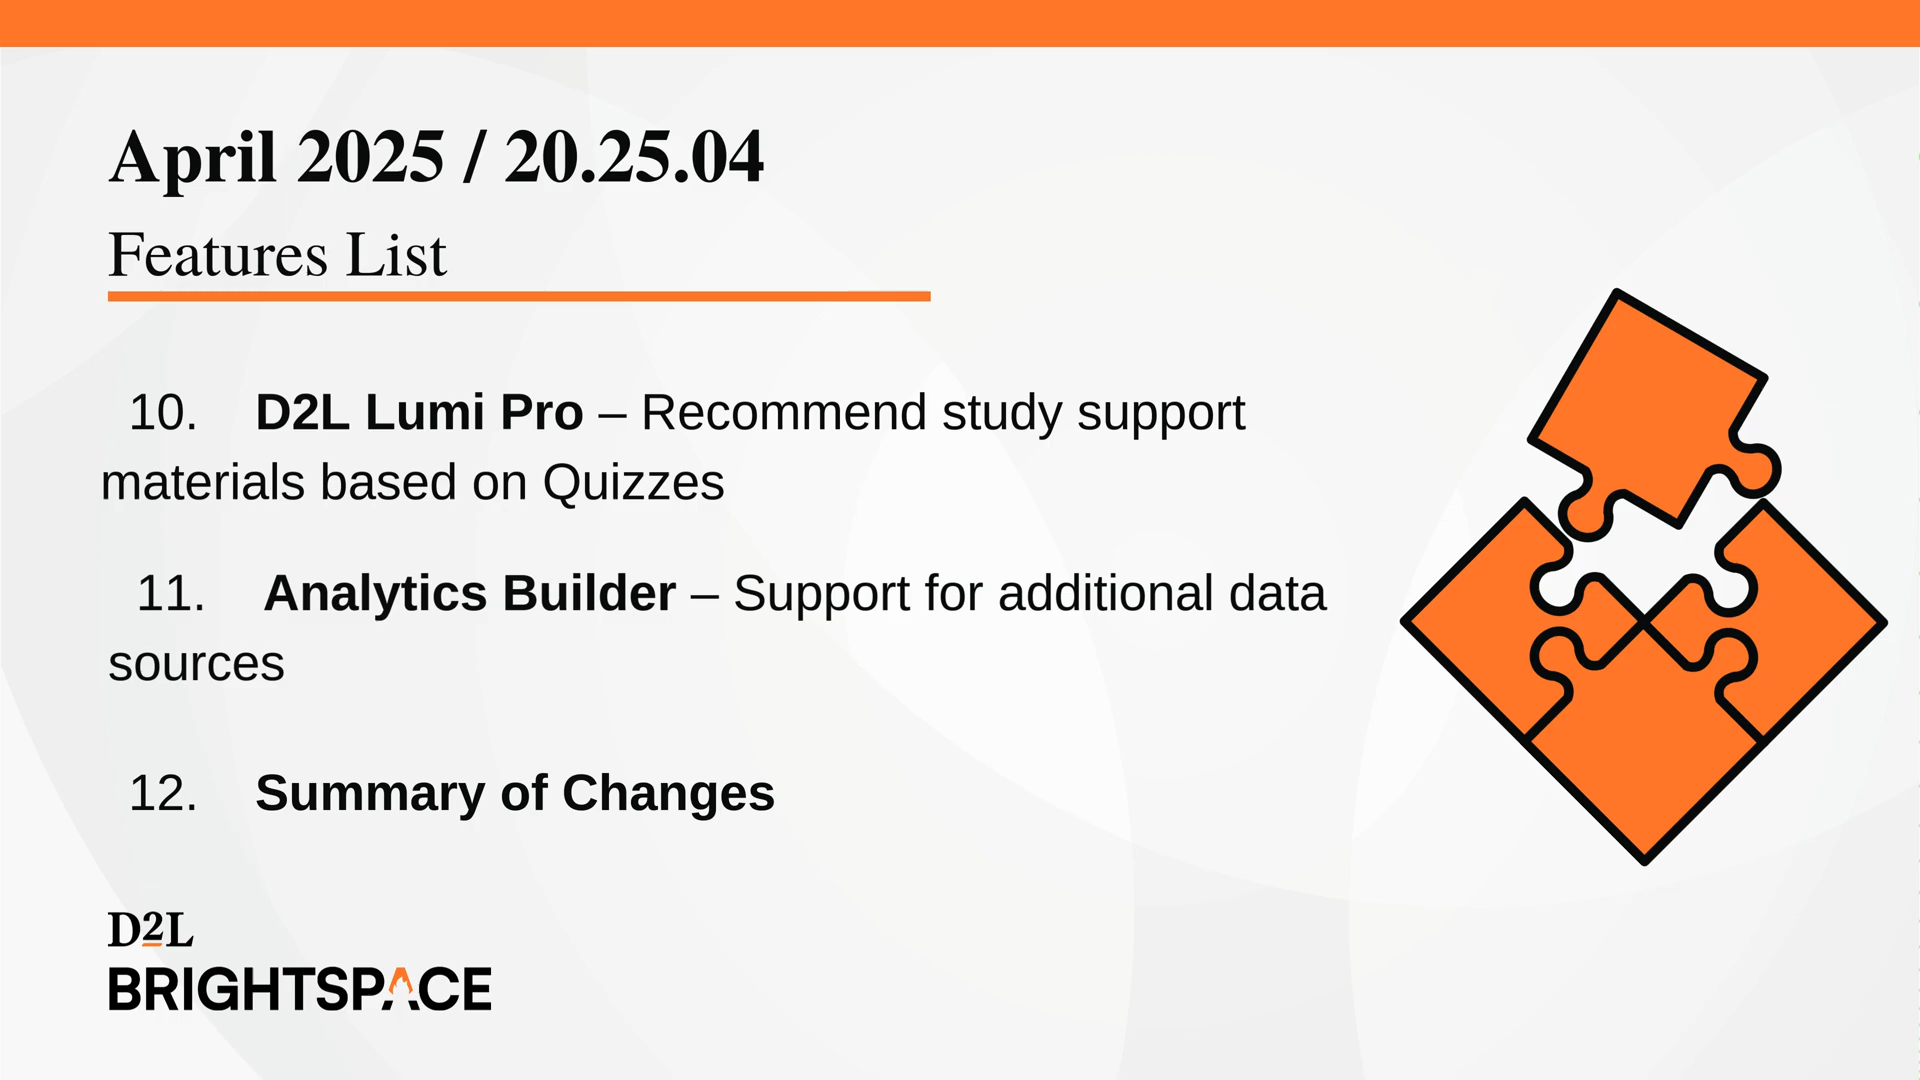 April 2025 / 20.25.04
Features List
10. D2L Lumi Pro – Recommend study support
materials based on Quizzes
11. Analytics Builder – Support for additional data
sources
12. Summary of Changes
D2L
BRIGHTSPACE